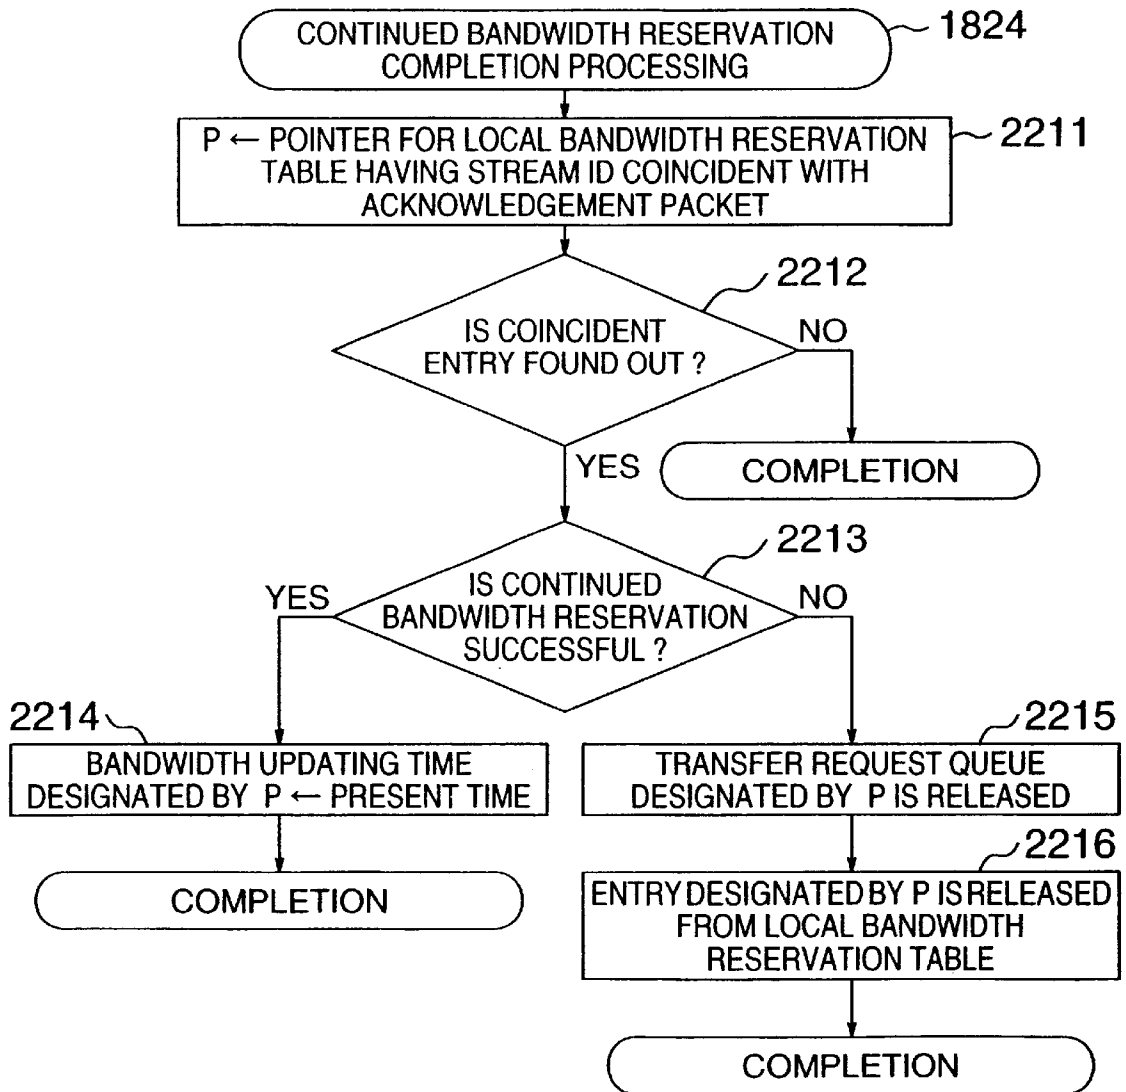 CONTINUED BANDWIDTH RESERVATION
COMPLETION PROCESSING
1824
P ← POINTER FOR LOCAL BANDWIDTH RESERVATION
TABLE HAVING STREAM ID COINCIDENT WITH
ACKNOWLEDGEMENT PACKET
2211
2212
IS COINCIDENT
ENTRY FOUND OUT ?
NO
COMPLETION
YES
2213
IS CONTINUED
BANDWIDTH RESERVATION
SUCCESSFUL ?
YES
NO
2214
BANDWIDTH UPDATING TIME
DESIGNATED BY P ← PRESENT TIME
COMPLETION
2215
TRANSFER REQUEST QUEUE
DESIGNATED BY P IS RELEASED
2216
ENTRY DESIGNATED BY P IS RELEASED
FROM LOCAL BANDWIDTH
RESERVATION TABLE
COMPLETION